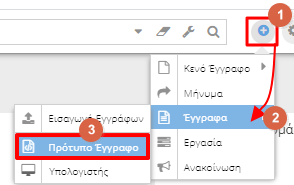 1
Κενό Έγγραφο
Μήνυμα
Εισαγωγή Εγγράφων
Έγγραφα
2
3
Πρότυπο Έγγραφο
Εργασία
Υπολογιστής
Ανακοίνωση